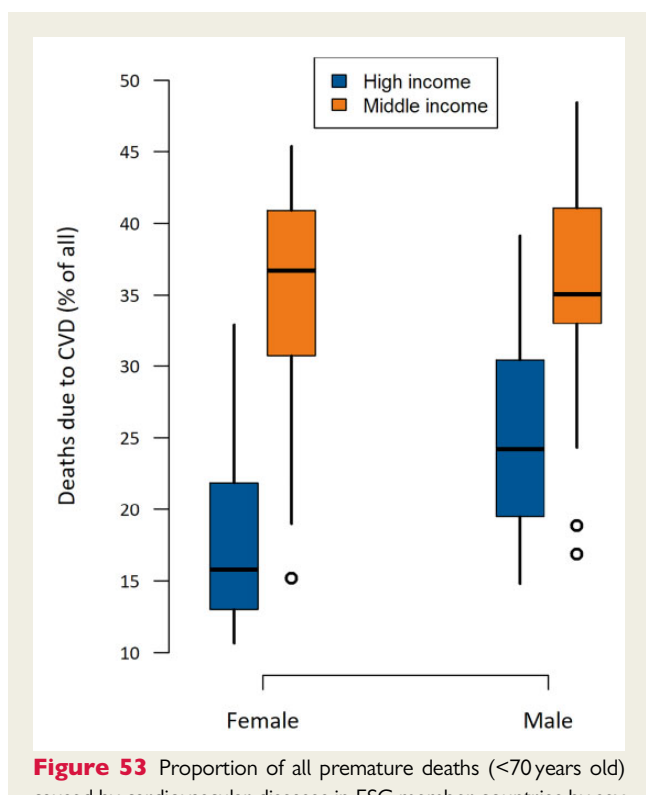 50
45
40
35
30
25
20
15
10
Deaths due to CVD (% of all)
High income
Middle income
Female
Male
Figure 53 Proportion of all premature deaths (<70 years old)